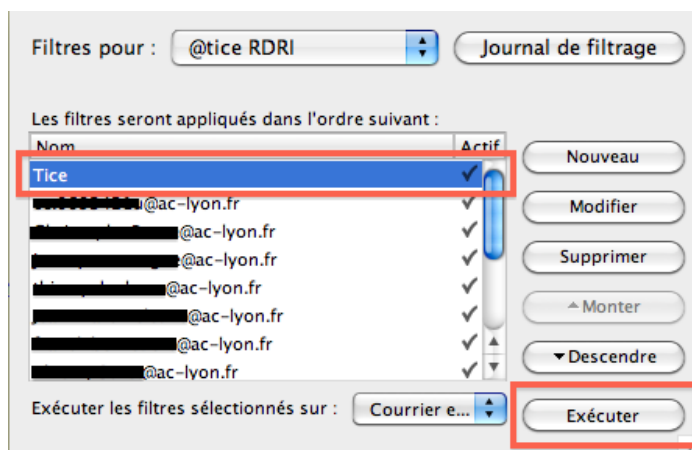 Filtres pour : @tice RDRI Journal de filtrage
Les filtres seront appliqués dans l'ordre suivant :
Nom Actif
Tice
@ac-lyon.fr
@ac-lyon.fr
@ac-lyon.fr
@ac-lyon.fr
@ac-lyon.fr
@ac-lyon.fr
@ac-lyon.fr
Nouveau
Modifier
Supprimer
Monter
Descendre
Exécuter les filtres sélectionnés sur : Courrier e... Exécuter